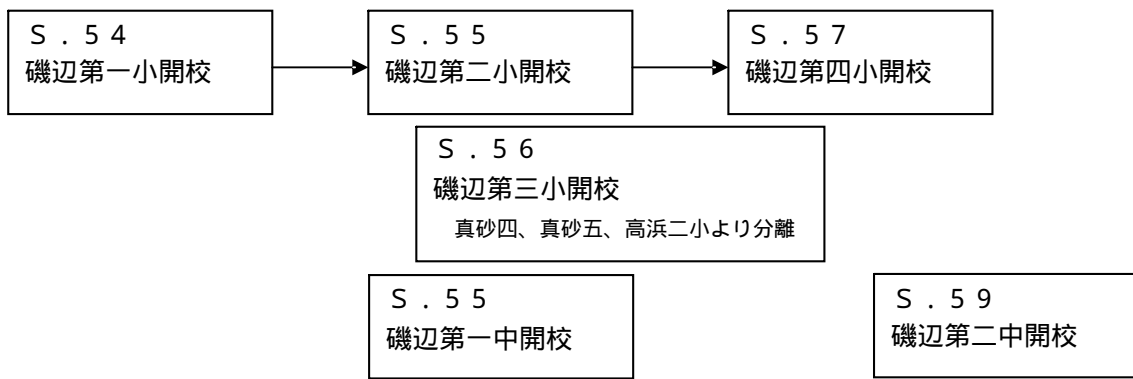 Ｓ．５４
磯辺第一小開校
Ｓ．５５
磯辺第二小開校
Ｓ．５７
磯辺第四小開校
Ｓ．５６
磯辺第三小開校
真砂四、真砂五、高浜二小より分離
Ｓ．５５
磯辺第一中開校
Ｓ．５９
磯辺第二中開校